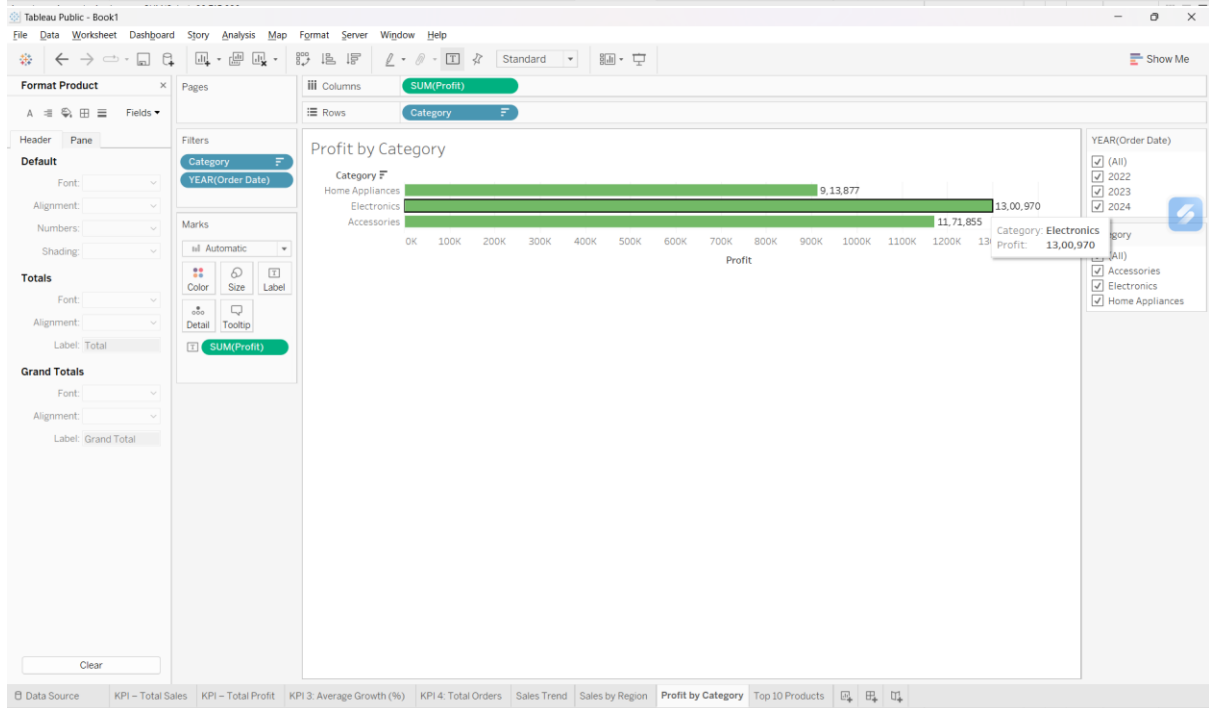 Tableau Public - Book1
File Data Worksheet Dashboard Story Analysis Map Format Server Window Help
Standard
Show Me
Format Product
Fields
Header Pane
Default
Font:
Alignment:
Numbers:
Shading:
Totals
Font:
Alignment:
Label: Total
Grand Totals
Font:
Alignment:
Label: Grand Total
Clear
Pages
Filters
Category
YEAR(Order Date)
Marks
Automatic
Color Size Label
Detail Tooltip
SUM(Profit)
Columns SUM(Profit)
Rows Category
Profit by Category
Category
Home Appliances 9,13,877
Electronics 13,00,970
Accessories 11,71,855
0K 100K 200K 300K 400K 500K 600K 700K 800K 900K 1000K 1100K 1200K
Profit
Category: Electronics
Profit: 13,00,970
YEAR(Order Date)
(All)
2022
2023
2024
(All)
Accessories
Electronics
Home Appliances
Data Source KPI – Total Sales KPI – Total Profit KPI 3: Average Growth (%) KPI 4: Total Orders Sales Trend Sales by Region Profit by Category Top 10 Products